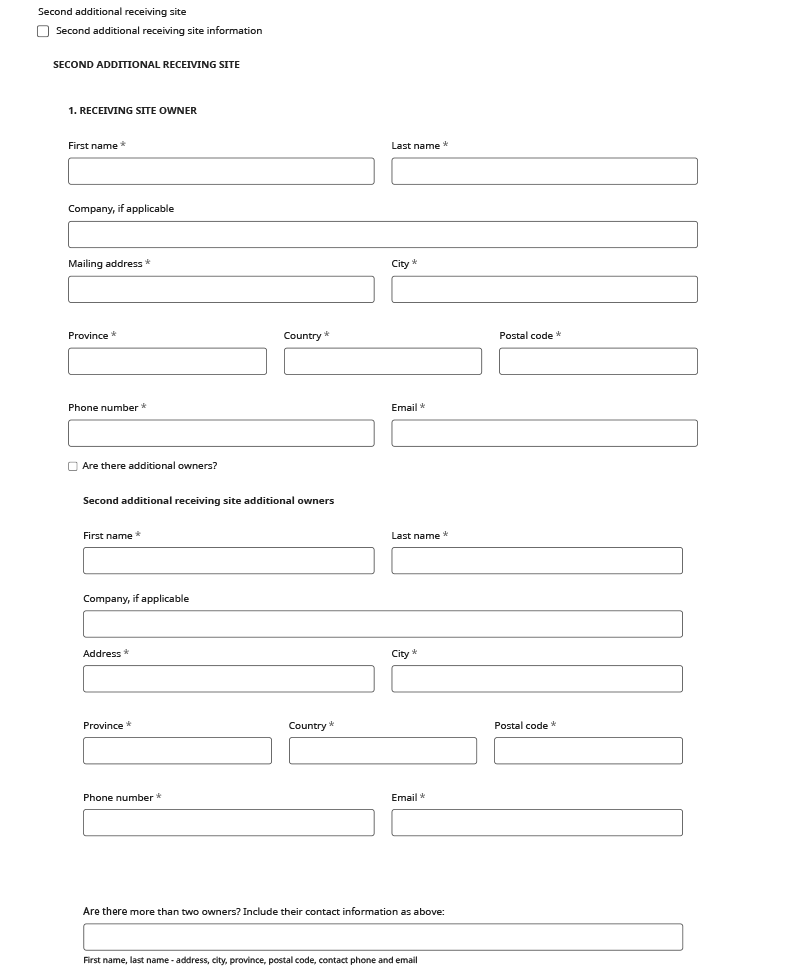 Second additional receiving site
Second additional receiving site information
SECOND ADDITIONAL RECEIVING SITE
1. RECEIVING SITE OWNER
First name * Last name *
Company, if applicable
Mailing address * City *
Province * Country * Postal code *
Phone number * Email *
Are there additional owners?
Second additional receiving site additional owners
First name * Last name *
Company, if applicable
Address * City *
Province * Country * Postal code *
Phone number * Email *
Are there more than two owners? Include their contact information as above:
First name, last name - address, city, province, postal code, contact phone and email